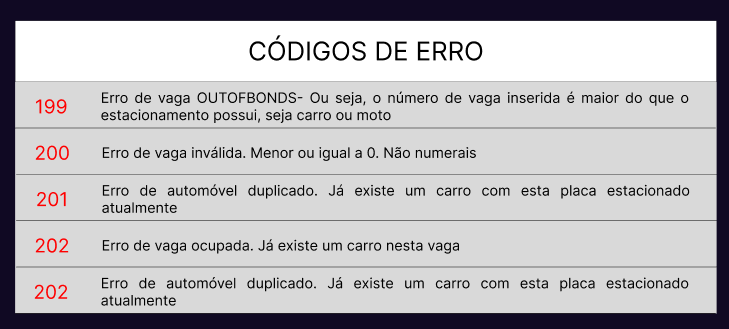 CÓDIGOS DE ERRO
199
Erro de vaga OUTOFBONDS- Ou seja, o número de vaga inserida é maior do que o
estacionamento possui, seja carro ou moto
200
Erro de vaga inválida. Menor ou igual a 0. Não numerais
201
Erro de automóvel duplicado. Já existe um carro com esta placa estacionado
atualmente
202
Erro de vaga ocupada. Já existe um carro nesta vaga
202
Erro de automóvel duplicado. Já existe um carro com esta placa estacionado
atualmente